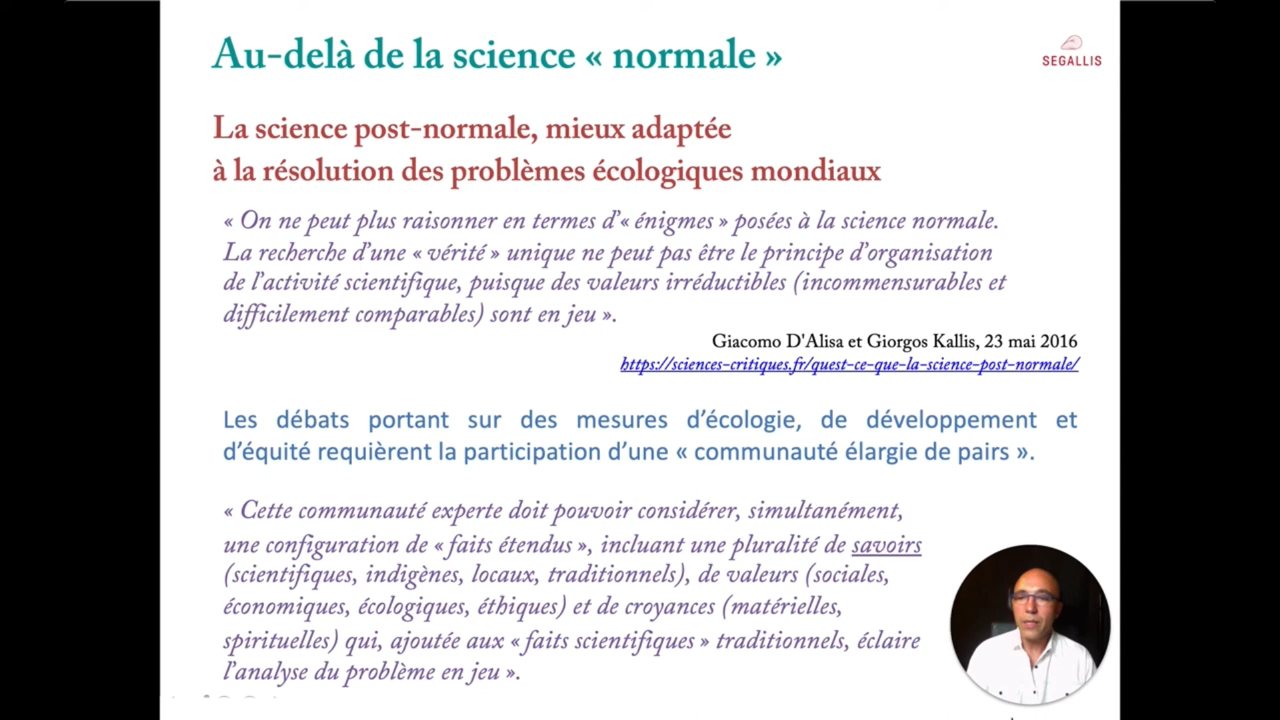 Au-delà de la science « normale »
SEGALLIS
La science post-normale, mieux adaptée
à la résolution des problèmes écologiques mondiaux
« On ne peut plus raisonner en termes d’« énigmes » posées à la science normale.
La recherche d’une « vérité » unique ne peut pas être le principe d’organisation
de l’activité scientifique, puisque des valeurs irréductibles (incommensurables et
difficilement comparables) sont en jeu ».
Giacomo D'Alisa et Giorgos Kallis, 23 mai 2016
https://sciences-critiques.fr/quest-ce-que-la-science-post-normale/
Les débats portant sur des mesures d’écologie, de développement et
d’équité requièrent la participation d’une « communauté élargie de pairs ».
« Cette communauté experte doit pouvoir considérer, simultanément,
une configuration de « faits étendus », incluant une pluralité de savoirs
(scientifiques, indigènes, locaux, traditionnels), de valeurs (sociales,
économiques, écologiques, éthiques) et de croyances (matérielles,
spirituelles) qui, ajoutée aux « faits scientifiques » traditionnels, éclaire
l’analyse du problème en jeu ».